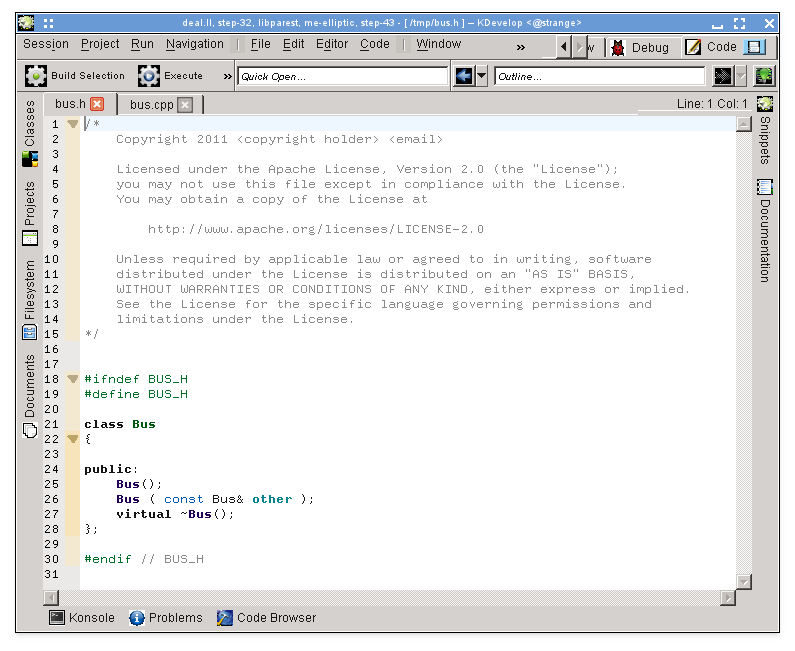 deal.II, step-32, libparest, me-elliptic, step-43 - [ /tmp/bus.h ] – KDevelop <@strange>
Session Project Run Navigation File Edit Editor Code Window » w Debug Code
Build Selection Execute » Quick Open... Outline...
bus.h bus.cpp Line: 1 Col: 1
Classes
Projects
Filesystem
Documents
1 /*
2 Copyright 2011 <copyright holder> <email>
3
4 Licensed under the Apache License, Version 2.0 (the "License");
5 you may not use this file except in compliance with the License.
6 You may obtain a copy of the License at
7
8 http://www.apache.org/licenses/LICENSE-2.0
9
10 Unless required by applicable law or agreed to in writing, software
11 distributed under the License is distributed on an "AS IS" BASIS,
12 WITHOUT WARRANTIES OR CONDITIONS OF ANY KIND, either express or implied.
13 See the License for the specific language governing permissions and
14 limitations under the License.
15 */
16
17
18 #ifndef BUS_H
19 #define BUS_H
20
21 class Bus
22 {
23
24 public:
25 Bus();
26 Bus ( const Bus& other );
27 virtual ~Bus();
28 };
29
30 #endif // BUS_H
31
Snippets
Documentation
Konsole Problems Code Browser